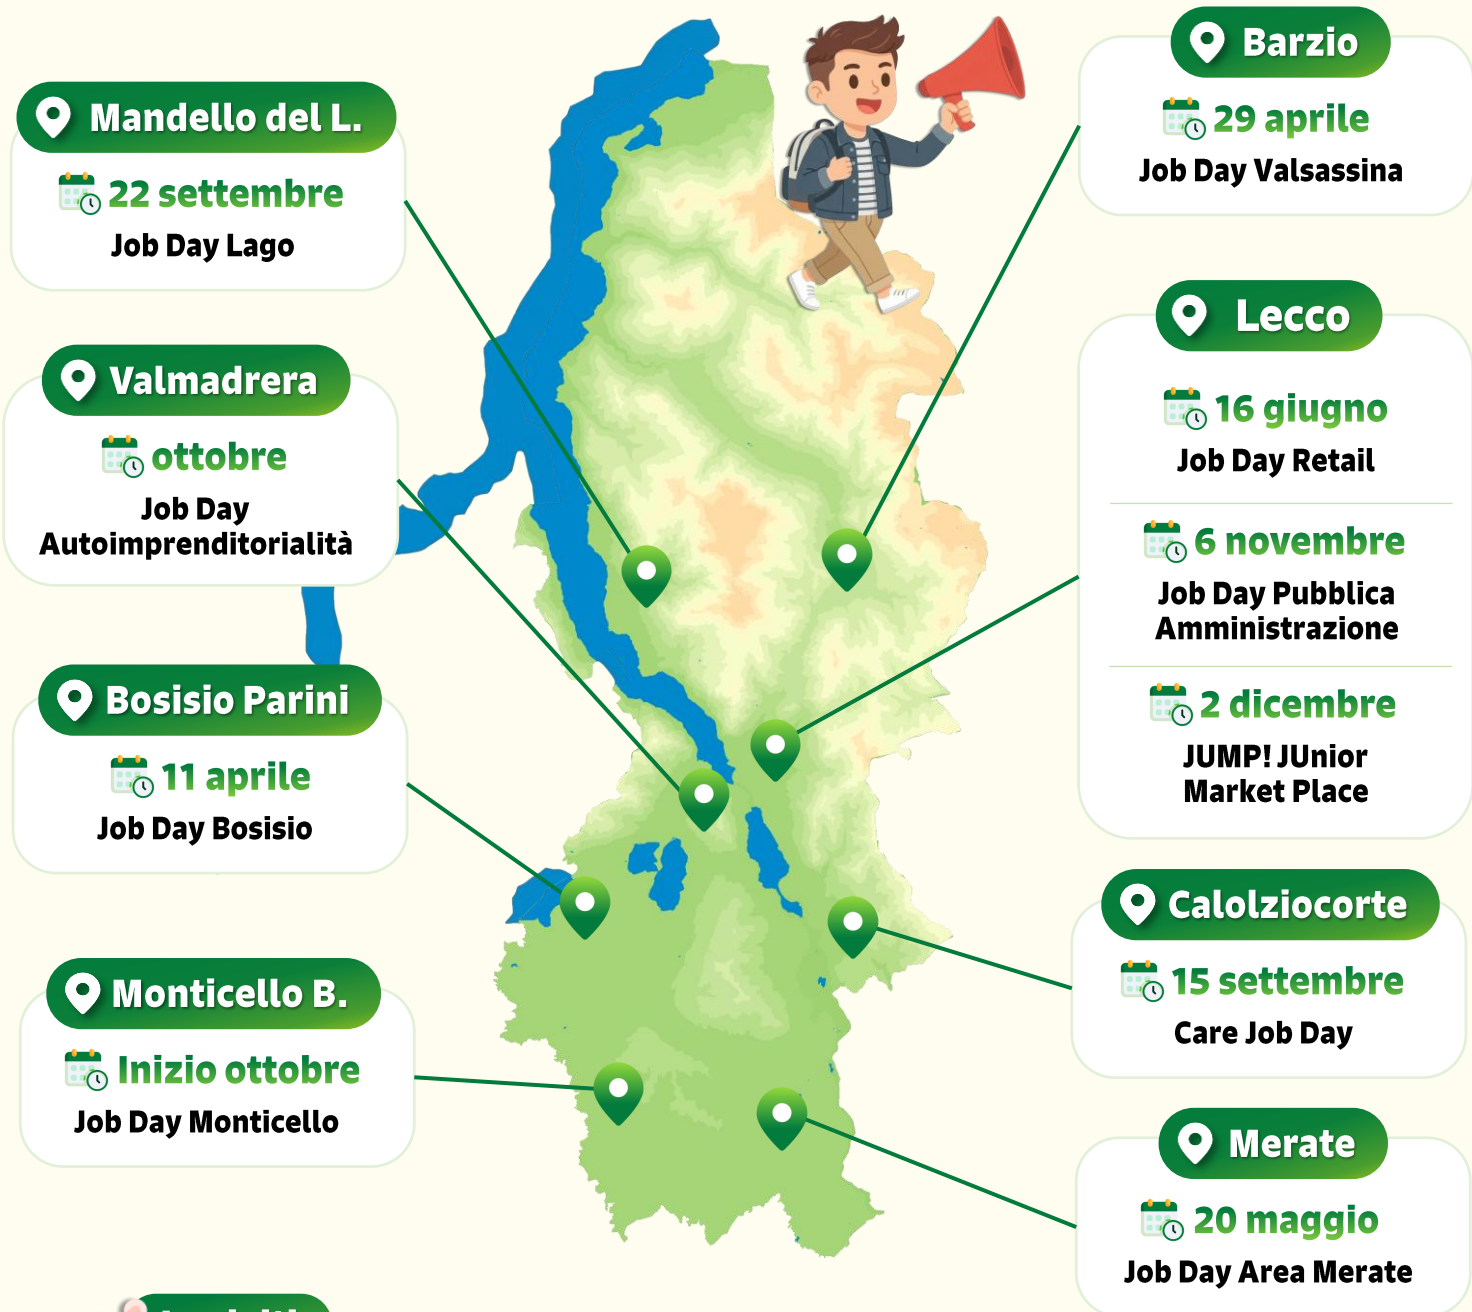 Mandello del L.
22 settembre
Job Day Lago
Valmadrera
ottobre
Job Day
Autoimprenditorialità
Bosisio Parini
11 aprile
Job Day Bosisio
Monticello B.
Inizio ottobre
Job Day Monticello
Barzio
29 aprile
Job Day Valsassina
Lecco
16 giugno
Job Day Retail
6 novembre
Job Day Pubblica
Amministrazione
2 dicembre
JUMP! JUnior
Market Place
Calolziocorte
15 settembre
Care Job Day
Merate
20 maggio
Job Day Area Merate